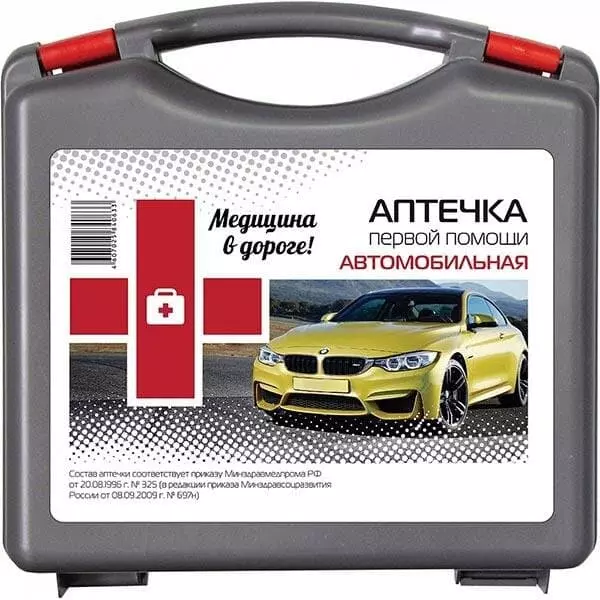 4607025840633
Медицина
в дороге!
АПТЕЧКА
первой помощи
АВТОМОБИЛЬНАЯ
Состав аптечки соответствует приказу Минздравмедпрома РФ
от 20.08.1996 г. № 325 (в редакции приказа Минздравсоцразвития
России от 08.09.2009 г. № 697н)